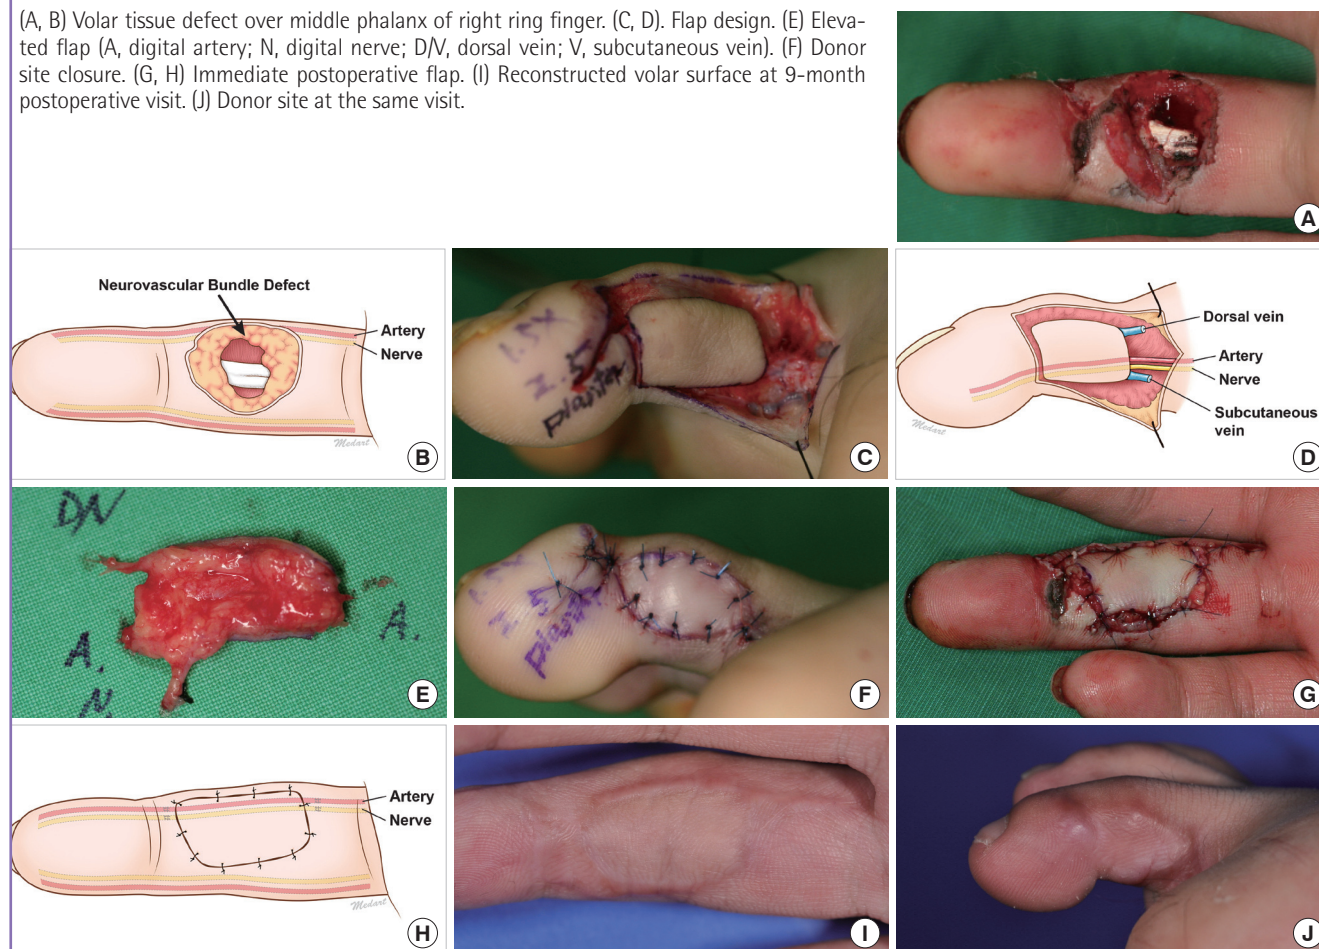 (A, B) Volar tissue defect over middle phalanx of right ring finger. (C, D). Flap design. (E) Eleva-
ted flap (A, digital artery; N, digital nerve; D/V, dorsal vein; V, subcutaneous vein). (F) Donor
site closure. (G, H) Immediate postoperative flap. (I) Reconstructed volar surface at 9-month
postoperative visit. (J) Donor site at the same visit.
A
Neurovascular Bundle Defect
Artery
Nerve
Medart
B
C
Dorsal vein
Artery
Nerve
Subcutaneous
vein
Medart
D
D/V
A.
A.
N.
E
F
G
Artery
Nerve
Medart
H
I
J